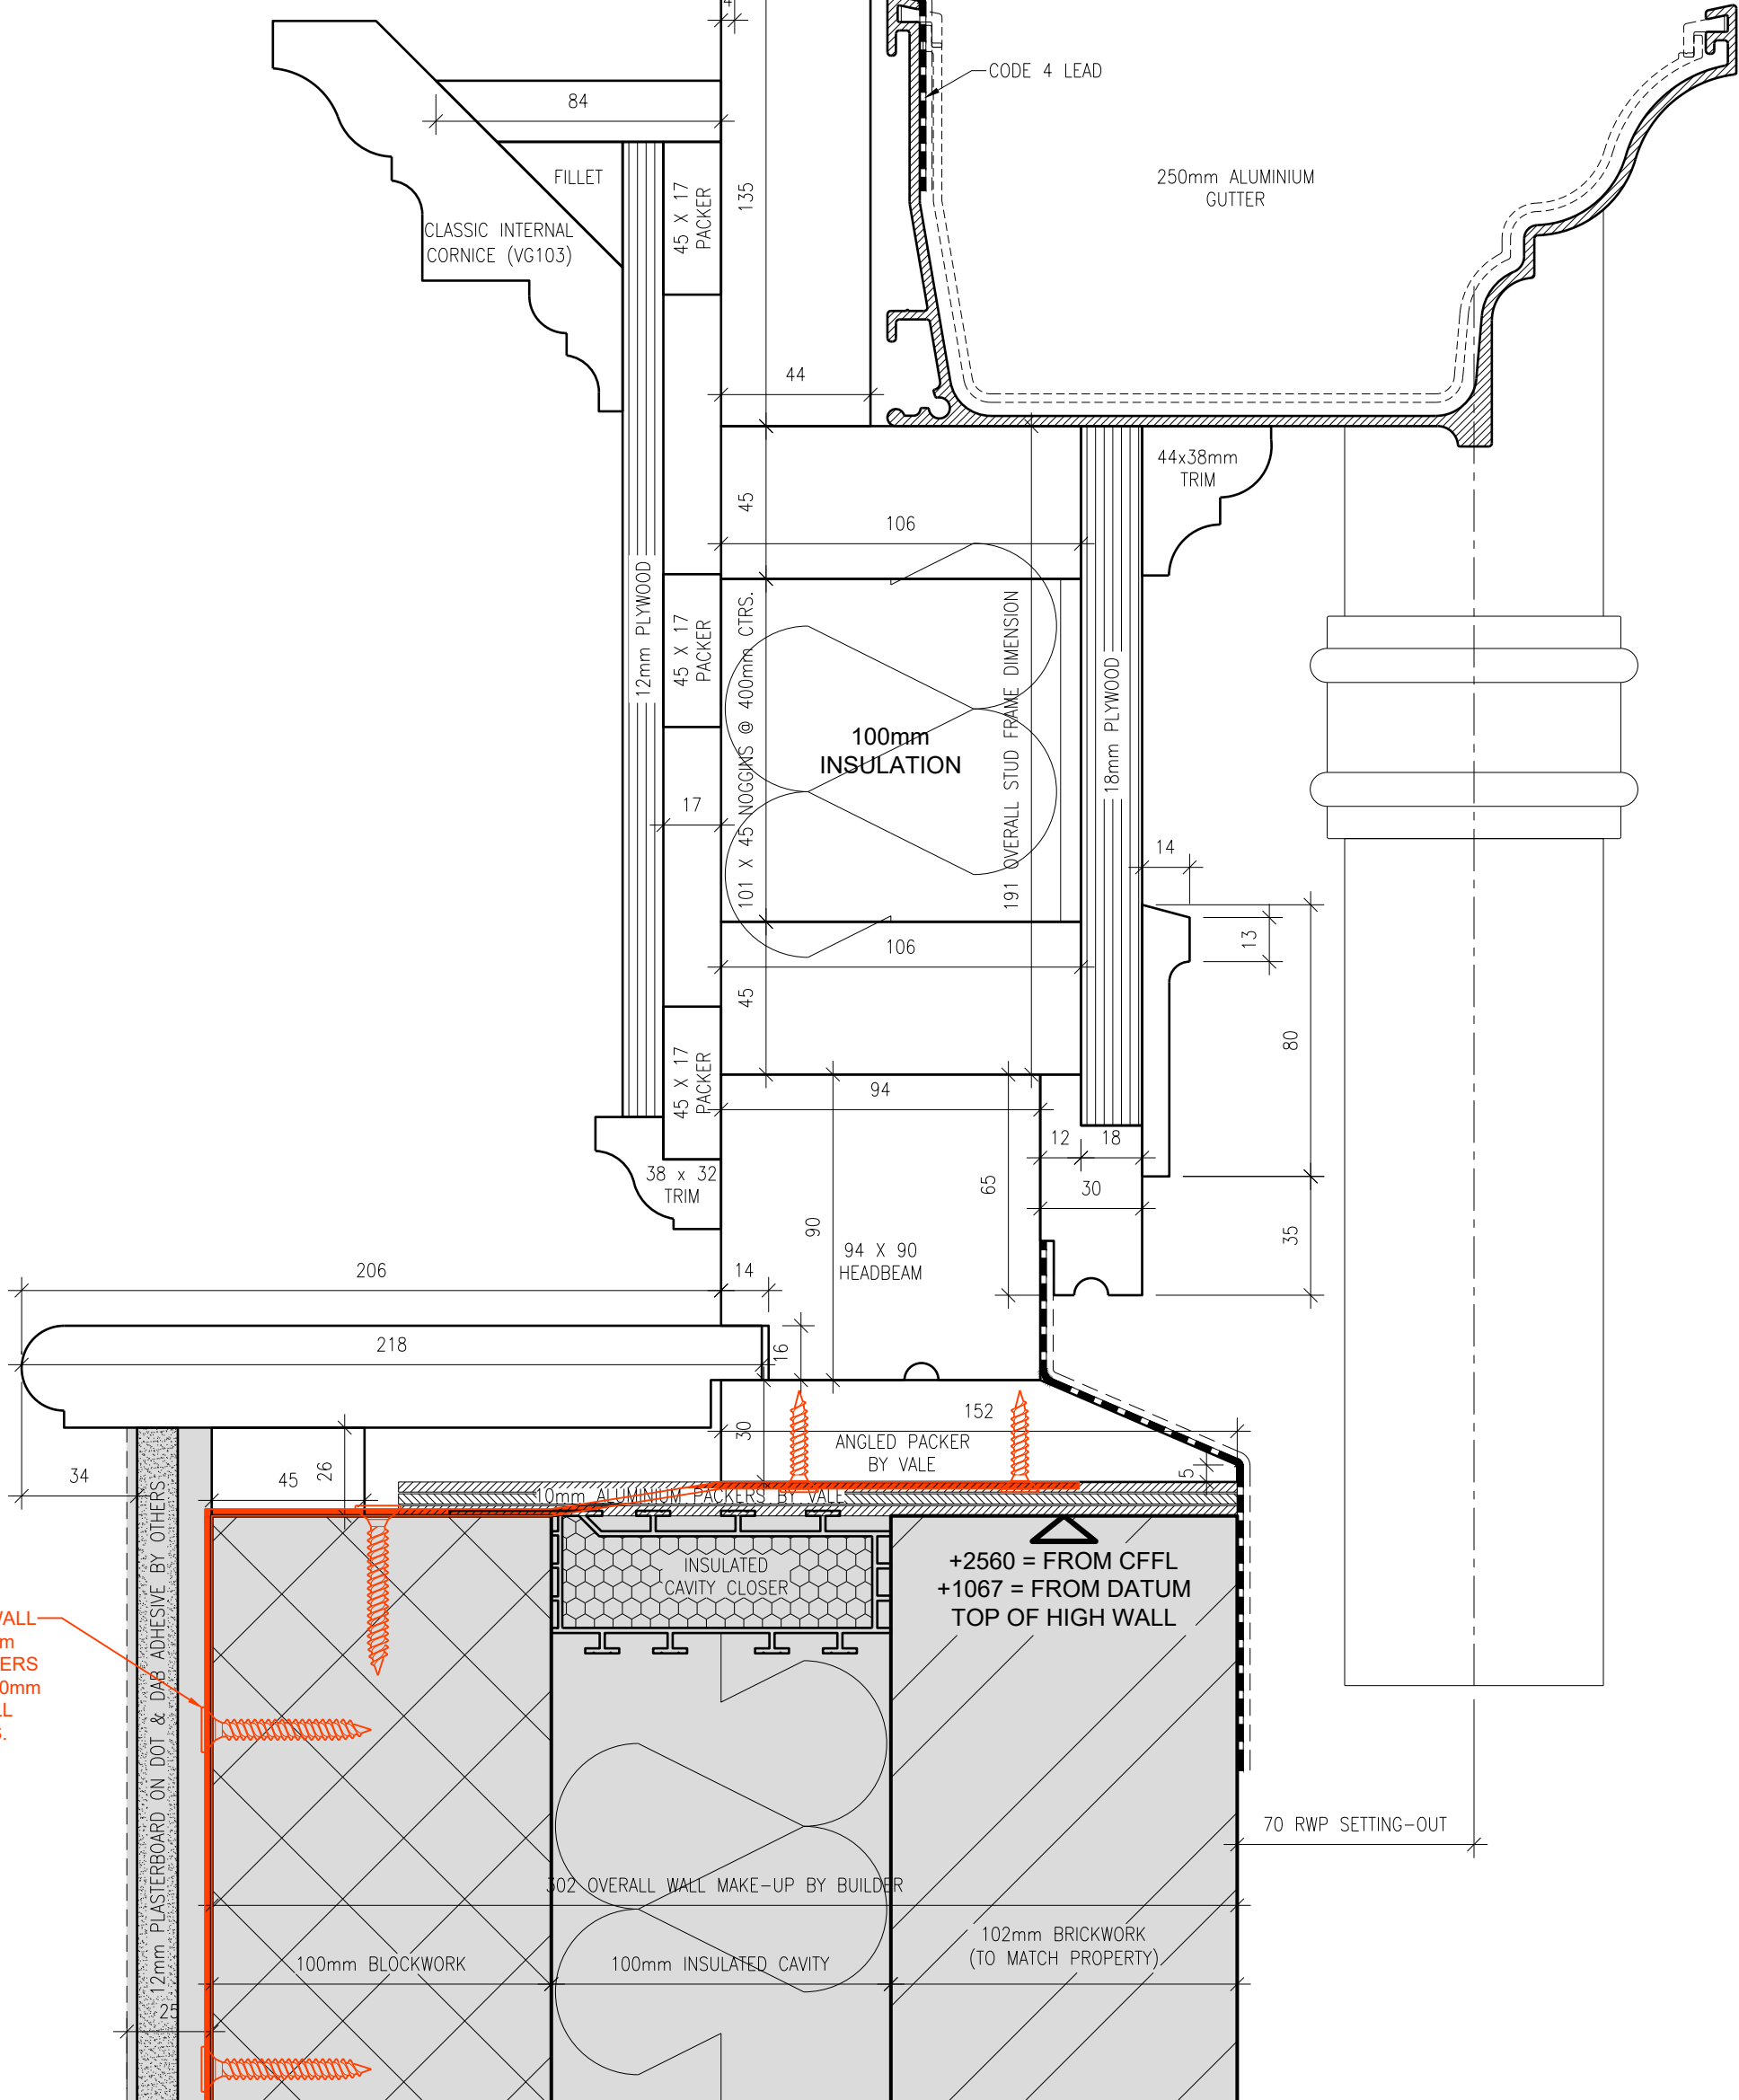 4
CODE 4 LEAD
84
FILLET
CLASSIC INTERNAL
CORNICE (VG103)
45 X 17
PACKER
135
250mm ALUMINIUM
GUTTER
44
44x38mm
TRIM
45
106
12mm PLYWOOD
45 X 17
PACKER
101 X 45 NOGGINS @ 400mm CTRS.
100mm
INSULATION
191 OVERALL STUD FRAME DIMENSION
18mm PLYWOOD
17
14
13
106
45
80
45 X 17
PACKER
94
12
18
30
65
38 x 32
TRIM
90
35
94 X 90
HEADBEAM
206
14
218
16
152
30
ANGLED PACKER
BY VALE
5
34
45
26
10mm ALUMINIUM PACKERS BY VALE
INSULATED
CAVITY CLOSER
+2560 = FROM CFFL
+1067 = FROM DATUM
TOP OF HIGH WALL
12mm PLASTERBOARD ON DOT & DAB ADHESIVE BY OTHERS
70 RWP SETTING-OUT
302 OVERALL WALL MAKE-UP BY BUILDER
102mm BRICKWORK
(TO MATCH PROPERTY)
100mm BLOCKWORK
100mm INSULATED CAVITY
25